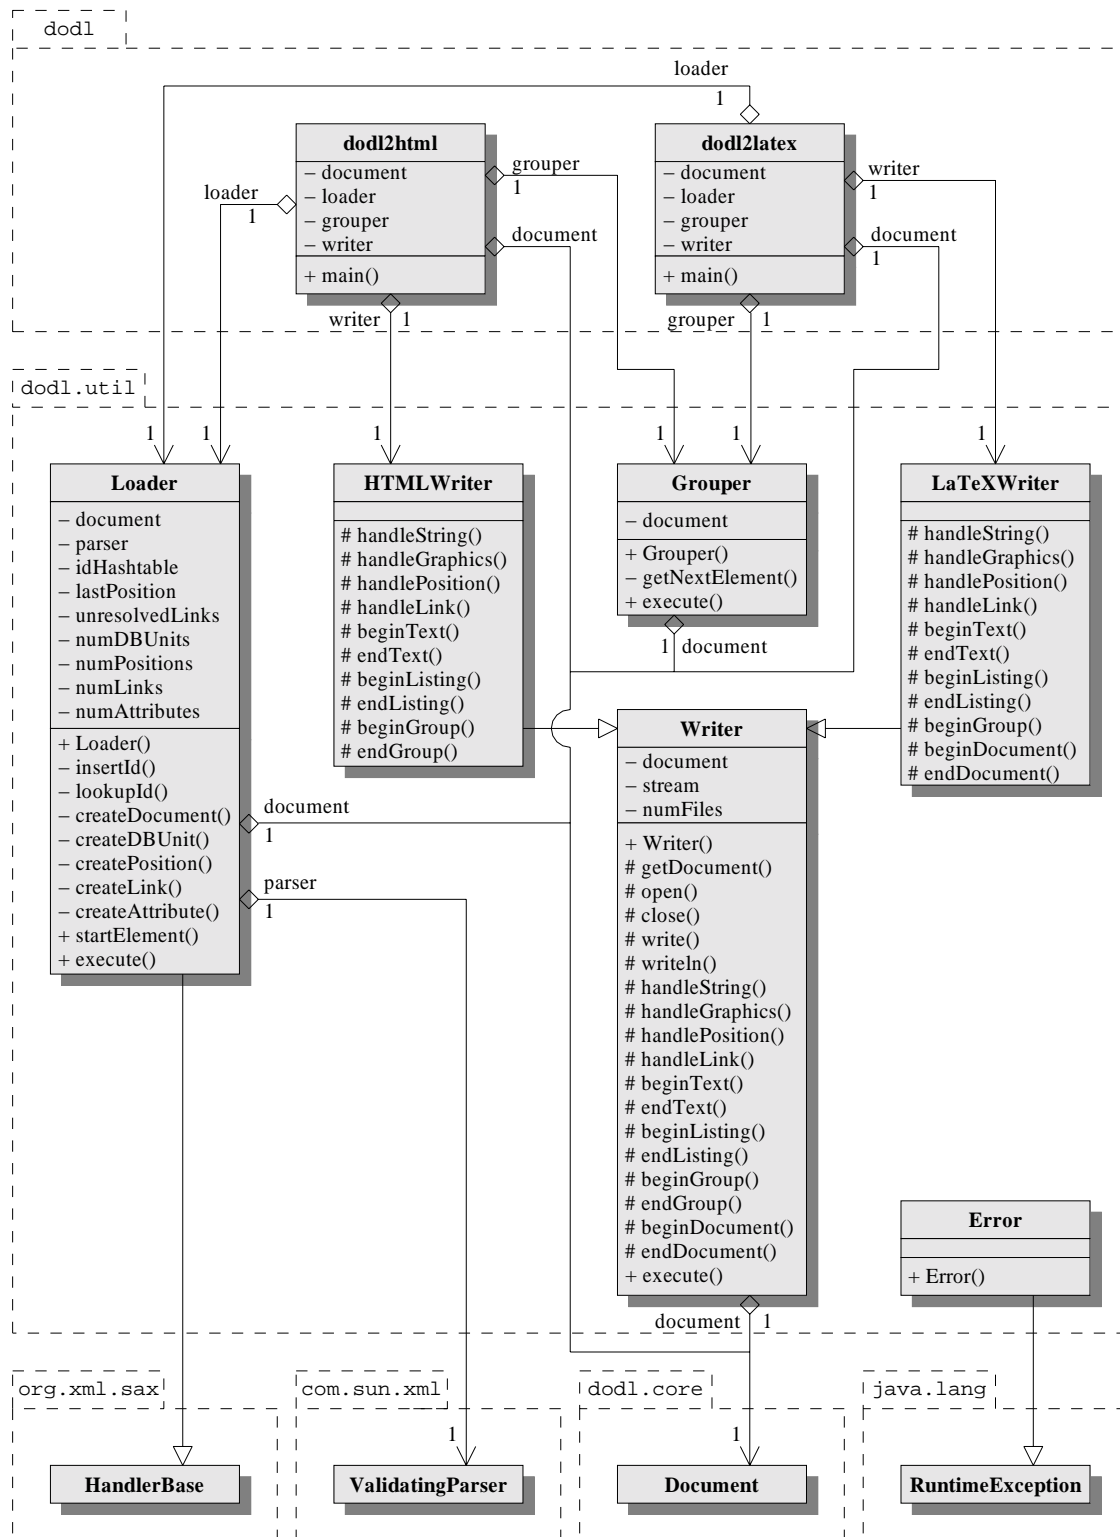 dodl
loader
1
dodl2html
– document
– loader
– grouper
– writer
+ main()
dodl2latex
– document
– loader
– grouper
– writer
+ main()
loader
1
grouper
1
document
writer
1
writer
1
document
1
grouper
1
dodl.util
1
1
1
1
1
1
Loader
– document
– parser
– idHashtable
– lastPosition
– unresolvedLinks
– numDBUnits
– numPositions
– numLinks
– numAttributes
+ Loader()
– insertId()
– lookupId()
– createDocument()
– createDBUnit()
– createPosition()
– createLink()
– createAttribute()
+ startElement()
+ execute()
HTMLWriter
# handleString()
# handleGraphics()
# handlePosition()
# handleLink()
# beginText()
# endText()
# beginListing()
# endListing()
# beginGroup()
# endGroup()
Grouper
– document
+ Grouper()
– getNextElement()
+ execute()
1 document
LaTeXWriter
# handleString()
# handleGraphics()
# handlePosition()
# handleLink()
# beginText()
# endText()
# beginListing()
# endListing()
# beginGroup()
# beginDocument()
# endDocument()
document
1
parser
1
Writer
– document
– stream
– numFiles
+ Writer()
# getDocument()
# open()
# close()
# write()
# writeln()
# handleString()
# handleGraphics()
# handlePosition()
# handleLink()
# beginText()
# endText()
# beginListing()
# endListing()
# beginGroup()
# endGroup()
# beginDocument()
# endDocument()
+ execute()
document 1
Error
+ Error()
org.xml.sax
HandlerBase
com.sun.xml
1
ValidatingParser
dodl.core
1
Document
java.lang
RuntimeException